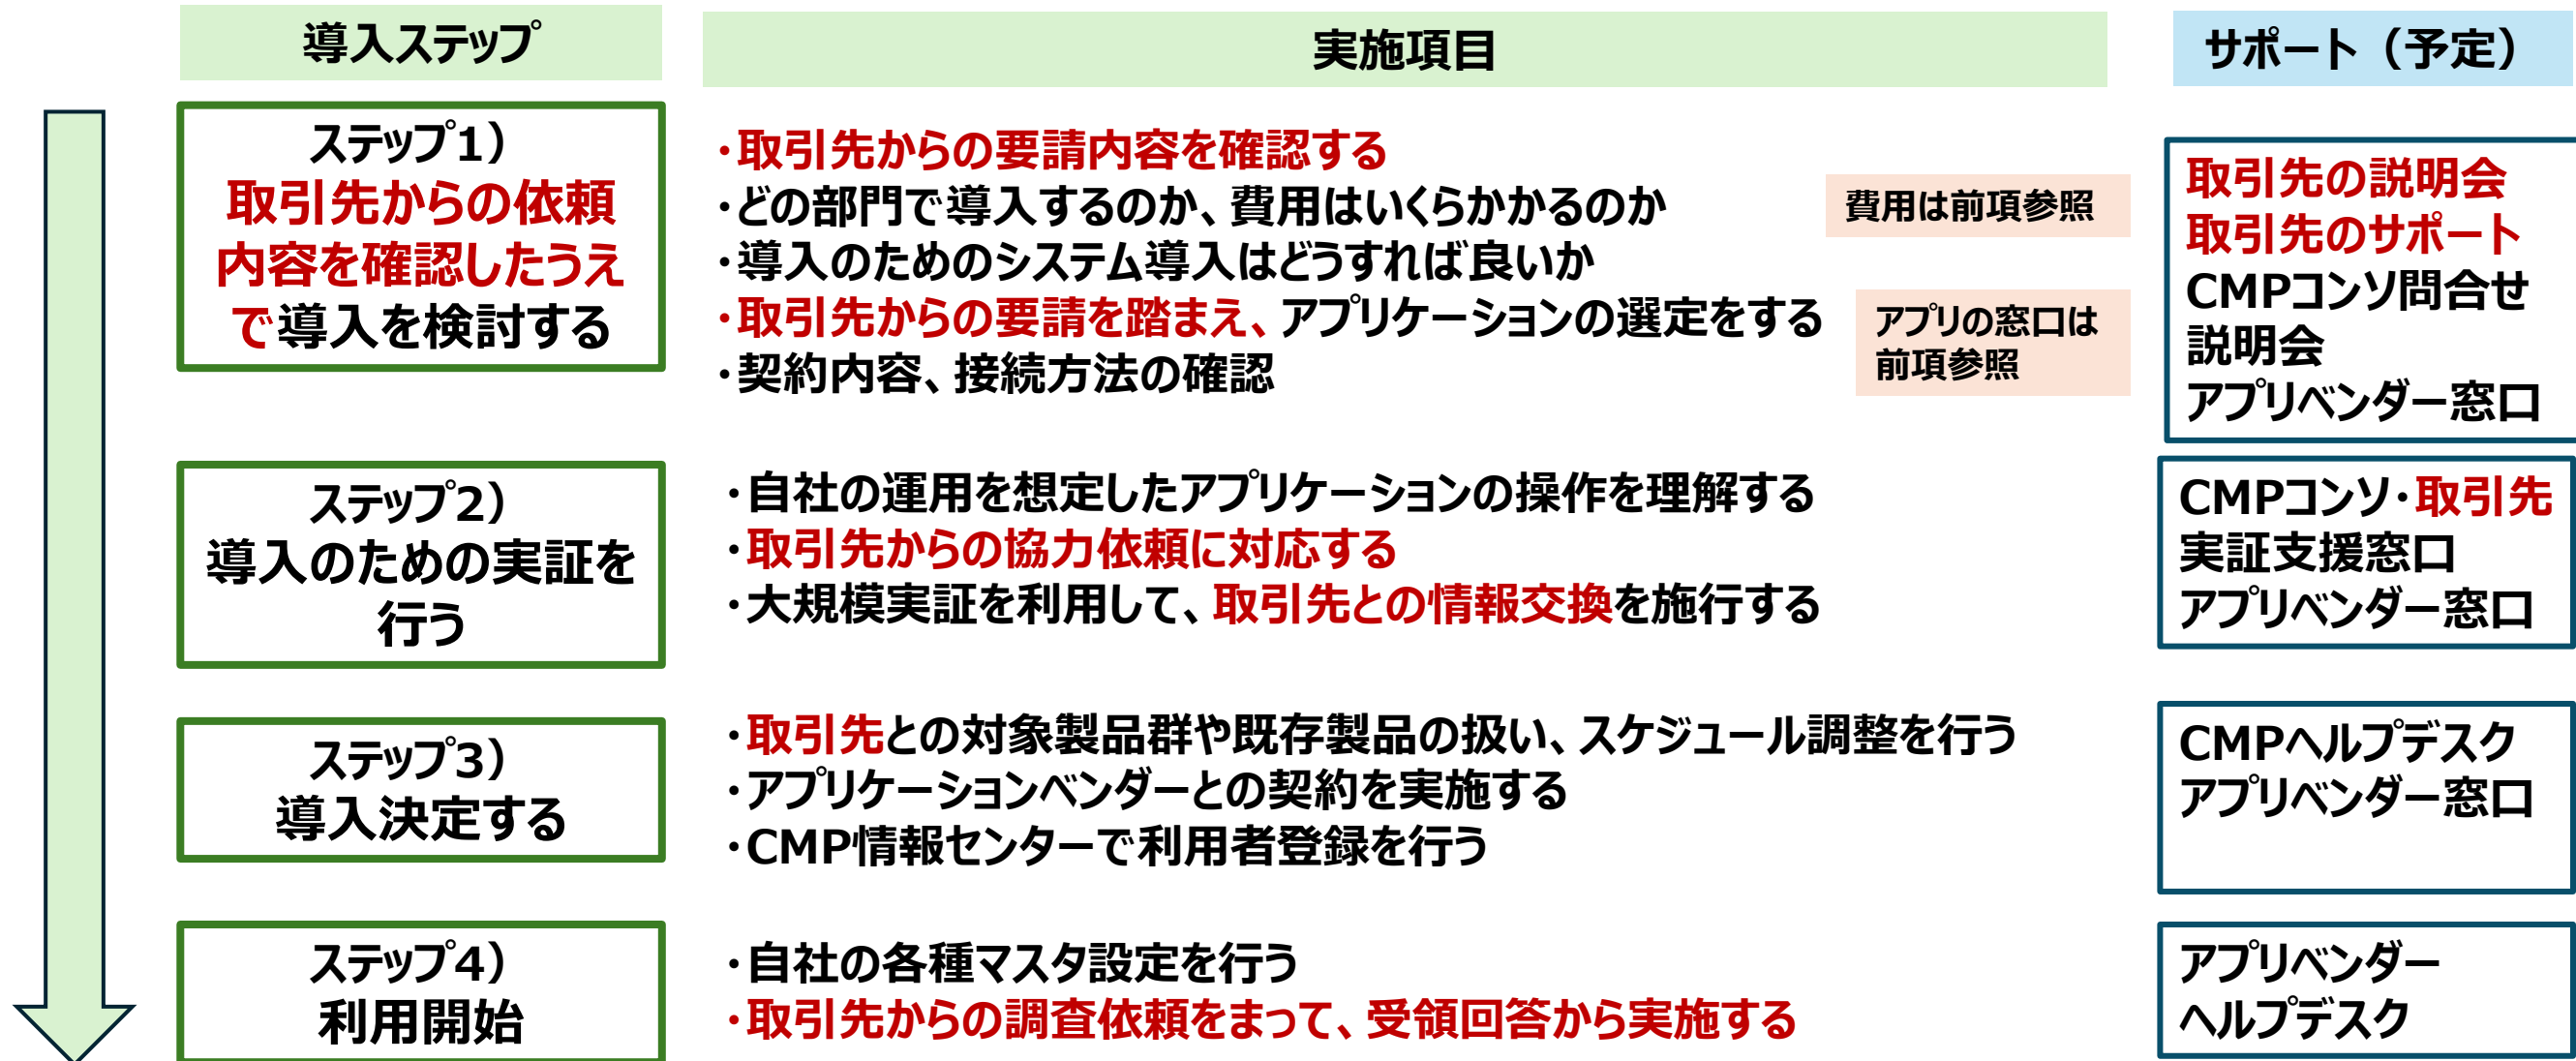 導入ステップ
実施項目
サポート（予定）
ステップ1）
取引先からの依頼
内容を確認したうえ
で導入を検討する
・取引先からの要請内容を確認する
・どの部門で導入するのか、費用はいくらかかるのか
・導入のためのシステム導入はどうすれば良いか
・取引先からの要請を踏まえ、アプリケーションの選定をする
・契約内容、接続方法の確認
費用は前項参照
アプリの窓口は
前項参照
取引先の説明会
取引先のサポート
CMPコンソ問合せ
説明会
アプリベンダー窓口
ステップ2）
導入のための実証を
行う
・自社の運用を想定したアプリケーションの操作を理解する
・取引先からの協力依頼に対応する
・大規模実証を利用して、取引先との情報交換を施行する
CMPコンソ・取引先
実証支援窓口
アプリベンダー窓口
ステップ3）
導入決定する
・取引先との対象製品群や既存製品の扱い、スケジュール調整を行う
・アプリケーションベンダーとの契約を実施する
・CMP情報センターで利用者登録を行う
CMPヘルプデスク
アプリベンダー窓口
ステップ4）
利用開始
・自社の各種マスタ設定を行う
・取引先からの調査依頼をまって、受領回答から実施する
アプリベンダー
ヘルプデスク